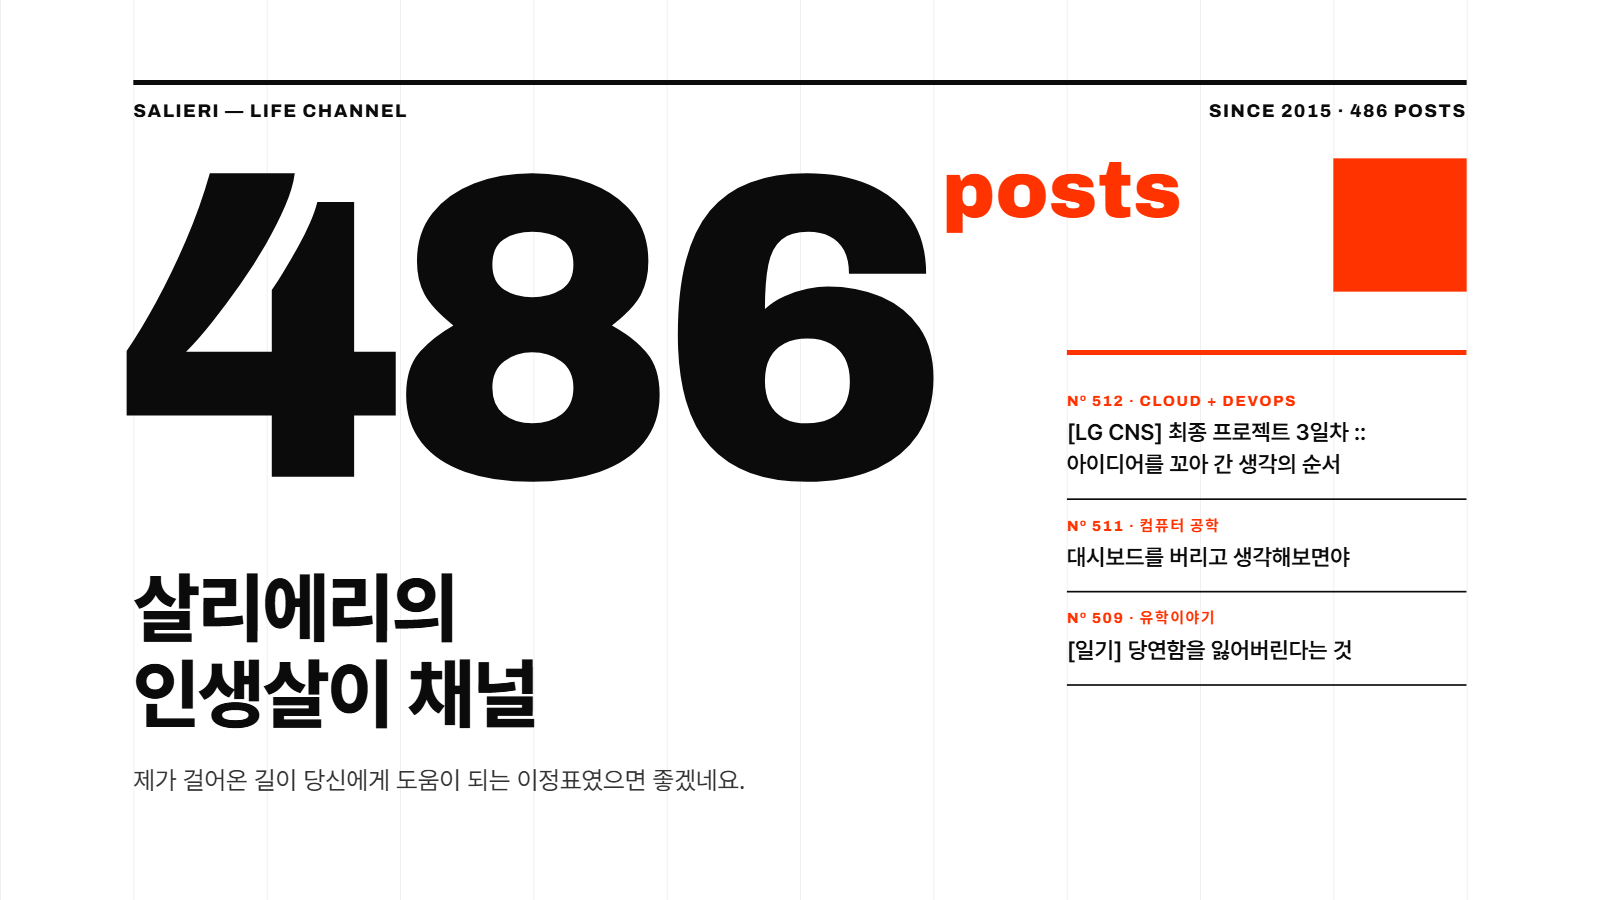 SALIERI — LIFE CHANNEL
SINCE 2015 · 486 POSTS
486 posts
살리에리의
인생살이 채널
제가 걸어온 길이 당신에게 도움이 되는 이정표였으면 좋겠네요.
Nº 512 · CLOUD + DEVOPS
[LG CNS] 최종 프로젝트 3일차 ::
아이디어를 꼬아 간 생각의 순서
Nº 511 · 컴퓨터 공학
대시보드를 버리고 생각해보면야
Nº 509 · 유학이야기
[일기] 당연함을 잃어버린다는 것